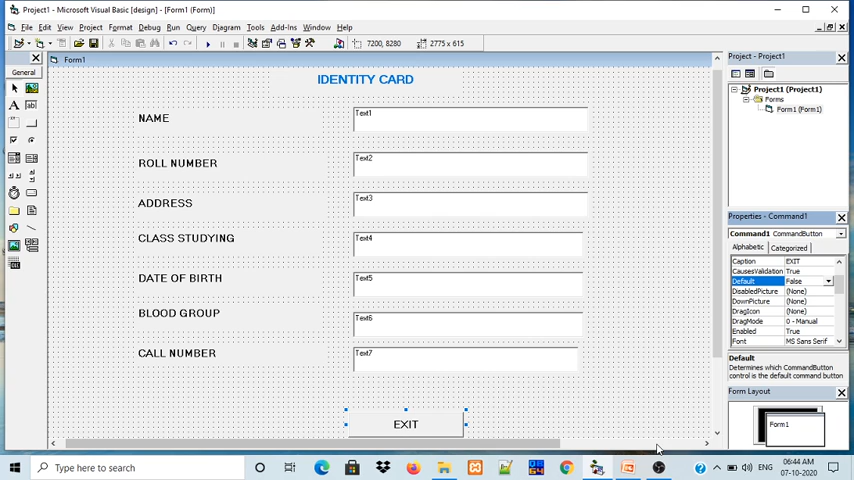 Project1 - Microsoft Visual Basic [design] - [Form1 (Form)]
File Edit View Project Format Debug Run Query Diagram Tools Add-Ins Window Help
7200, 8280 2775 x 615
General
Form1
IDENTITY CARD
NAME Text1
ROLL NUMBER Text2
ADDRESS Text3
CLASS STUDYING Text4
DATE OF BIRTH Text5
BLOOD GROUP Text6
CALL NUMBER Text7
EXIT
Project - Project1
Project1 (Project1)
Forms
Form1 (Form1)
Properties - Command1
Command1 CommandButton
Alphabetic Categorized
Caption EXIT
CausesValidation True
Default False
DisabledPicture (None)
DownPicture (None)
DragIcon (None)
DragMode 0 - Manual
Enabled True
Font MS Sans Serif
Default
Determines which CommandButton
control is the default command button
Form Layout
Form1
Type here to search
ENG
06:44 AM
07-10-2020